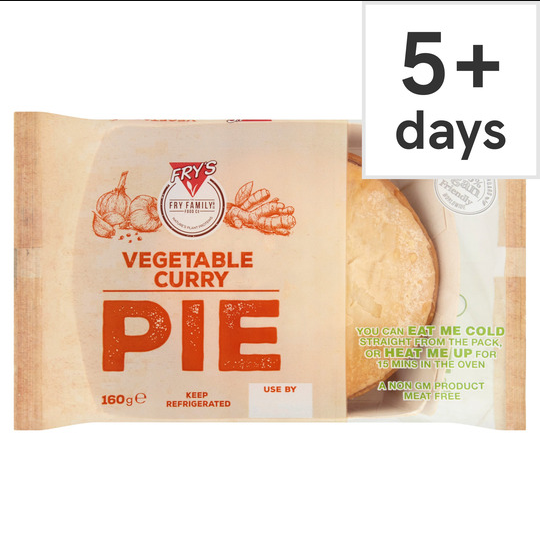 5+
days
FRY'S
FRY FAMILY
FOOD CO
VEGETABLE
CURRY
PIE
160g℮
KEEP
REFRIGERATED
USE BY
YOU CAN EAT ME COLD
STRAIGHT FROM THE PACK,
OR HEAT ME UP FOR
15 MINS IN THE OVEN
A NON GM PRODUCT
MEAT FREE